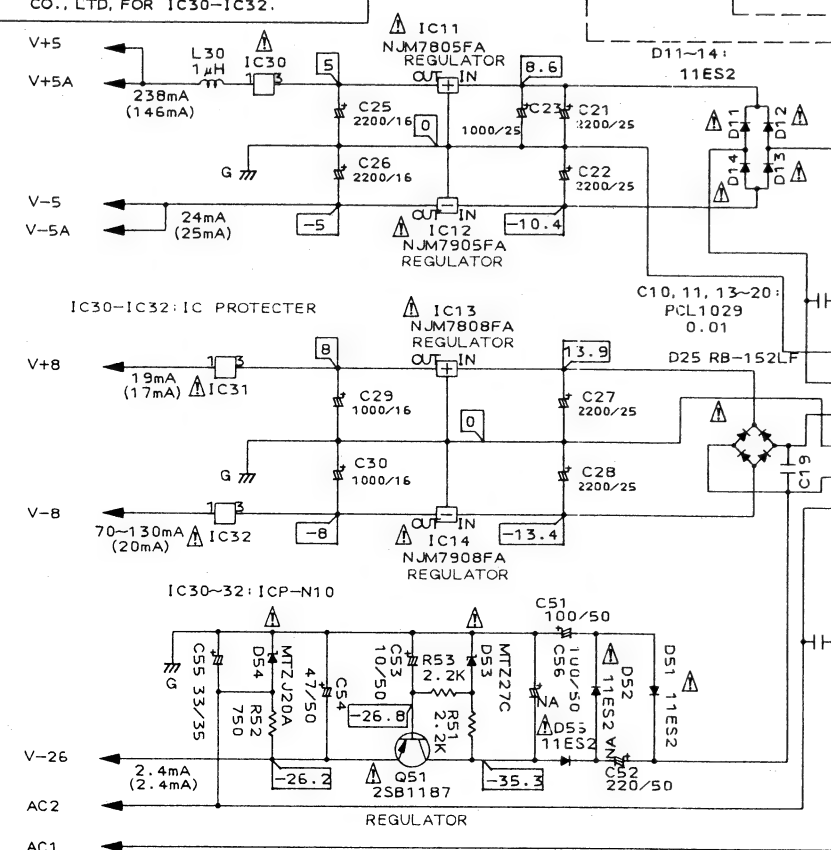 CO., LTD, FOR IC30-IC32.
V+5
V+5A
L30
1μH
IC30
1 3
238mA
(146mA)
5
IC11
NJM7805FA
REGULATOR
OUT IN
8.6
D11~14:
11ES2
C25
2200/16
0
C23
1000/25
C21
2200/25
D11
D12
G
C26
2200/16
C22
2200/25
D14
D13
V-5
V-5A
24mA
(25mA)
-5
OUT IN
IC12
NJM7905FA
REGULATOR
-10.4
IC30-IC32:IC PROTECTER
C10, 11, 13~20:
PCL1029
0.01
IC13
NJM7808FA
REGULATOR
OUT IN
8
13.9
D25 RB-152LF
V+8
1 3
19mA
(17mA)
IC31
C29
1000/16
0
C27
2200/25
G
C30
1000/16
C28
2200/25
C19
V-8
1 3
70~130mA
(20mA)
IC32
-8
OUT IN
IC14
NJM7908FA
REGULATOR
-13.4
IC30~32:ICP-N10
C51
100/50
G
C55 33/35
D54
MTZJ20A
R52
750
47/50
C54
C53
10/50
R53
2.2K
D53
MTZ27C
R51
2.2K
C56
100/50
NA
D52
11ES2
NA
D51 11ES2
-26.8
D55
11ES2
V-26
2.4mA
(2.4mA)
-26.2
Q51
2SB1187
-35.3
C52
220/50
AC2
REGULATOR
AC1